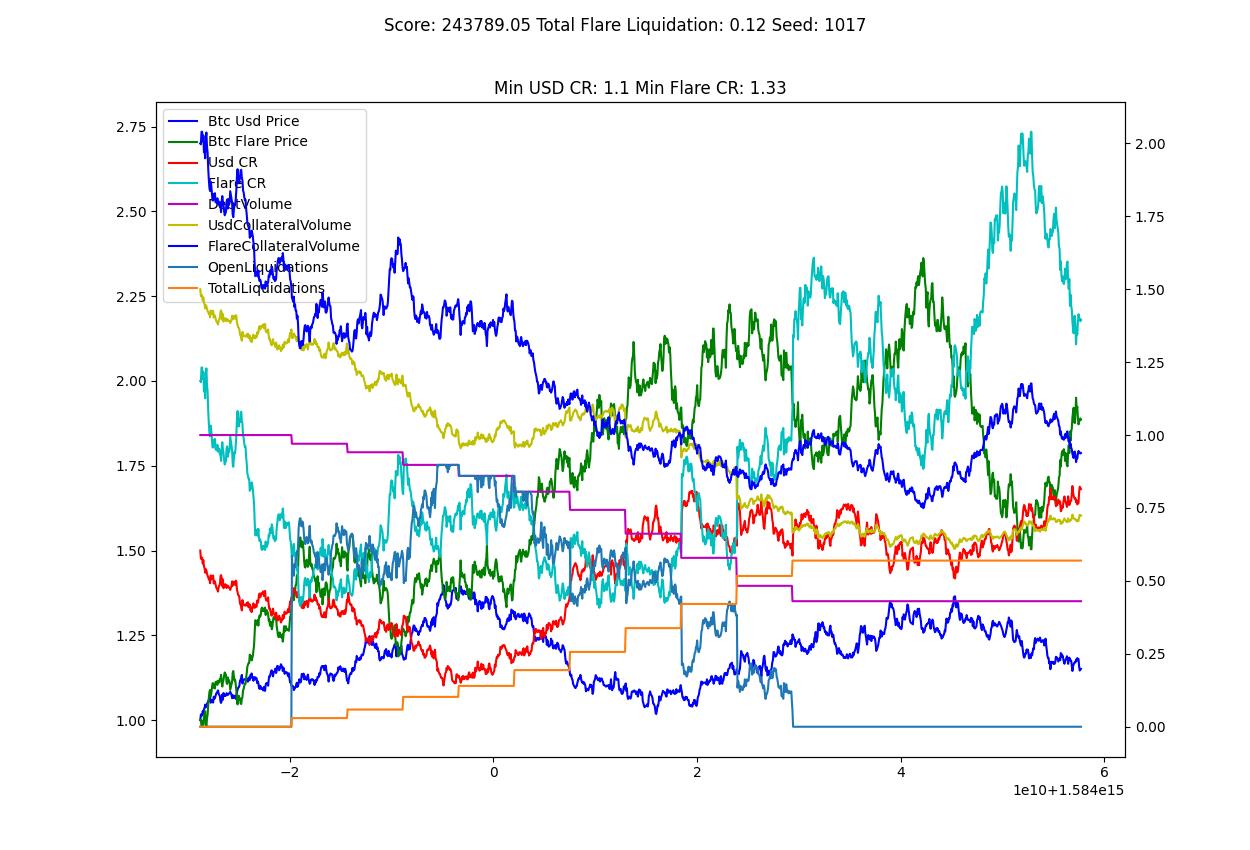 Score: 243789.05 Total Flare Liquidation: 0.12 Seed: 1017
Min USD CR: 1.1 Min Flare CR: 1.33
Btc Usd Price
Btc Flare Price
Usd CR
Flare CR
DebtVolume
UsdCollateralVolume
FlareCollateralVolume
OpenLiquidations
TotalLiquidations
2.75
2.50
2.25
2.00
1.75
1.50
1.25
1.00
2.00
1.75
1.50
1.25
1.00
0.75
0.50
0.25
0.00
−2 0 2 4 6
1e10+1.584e15